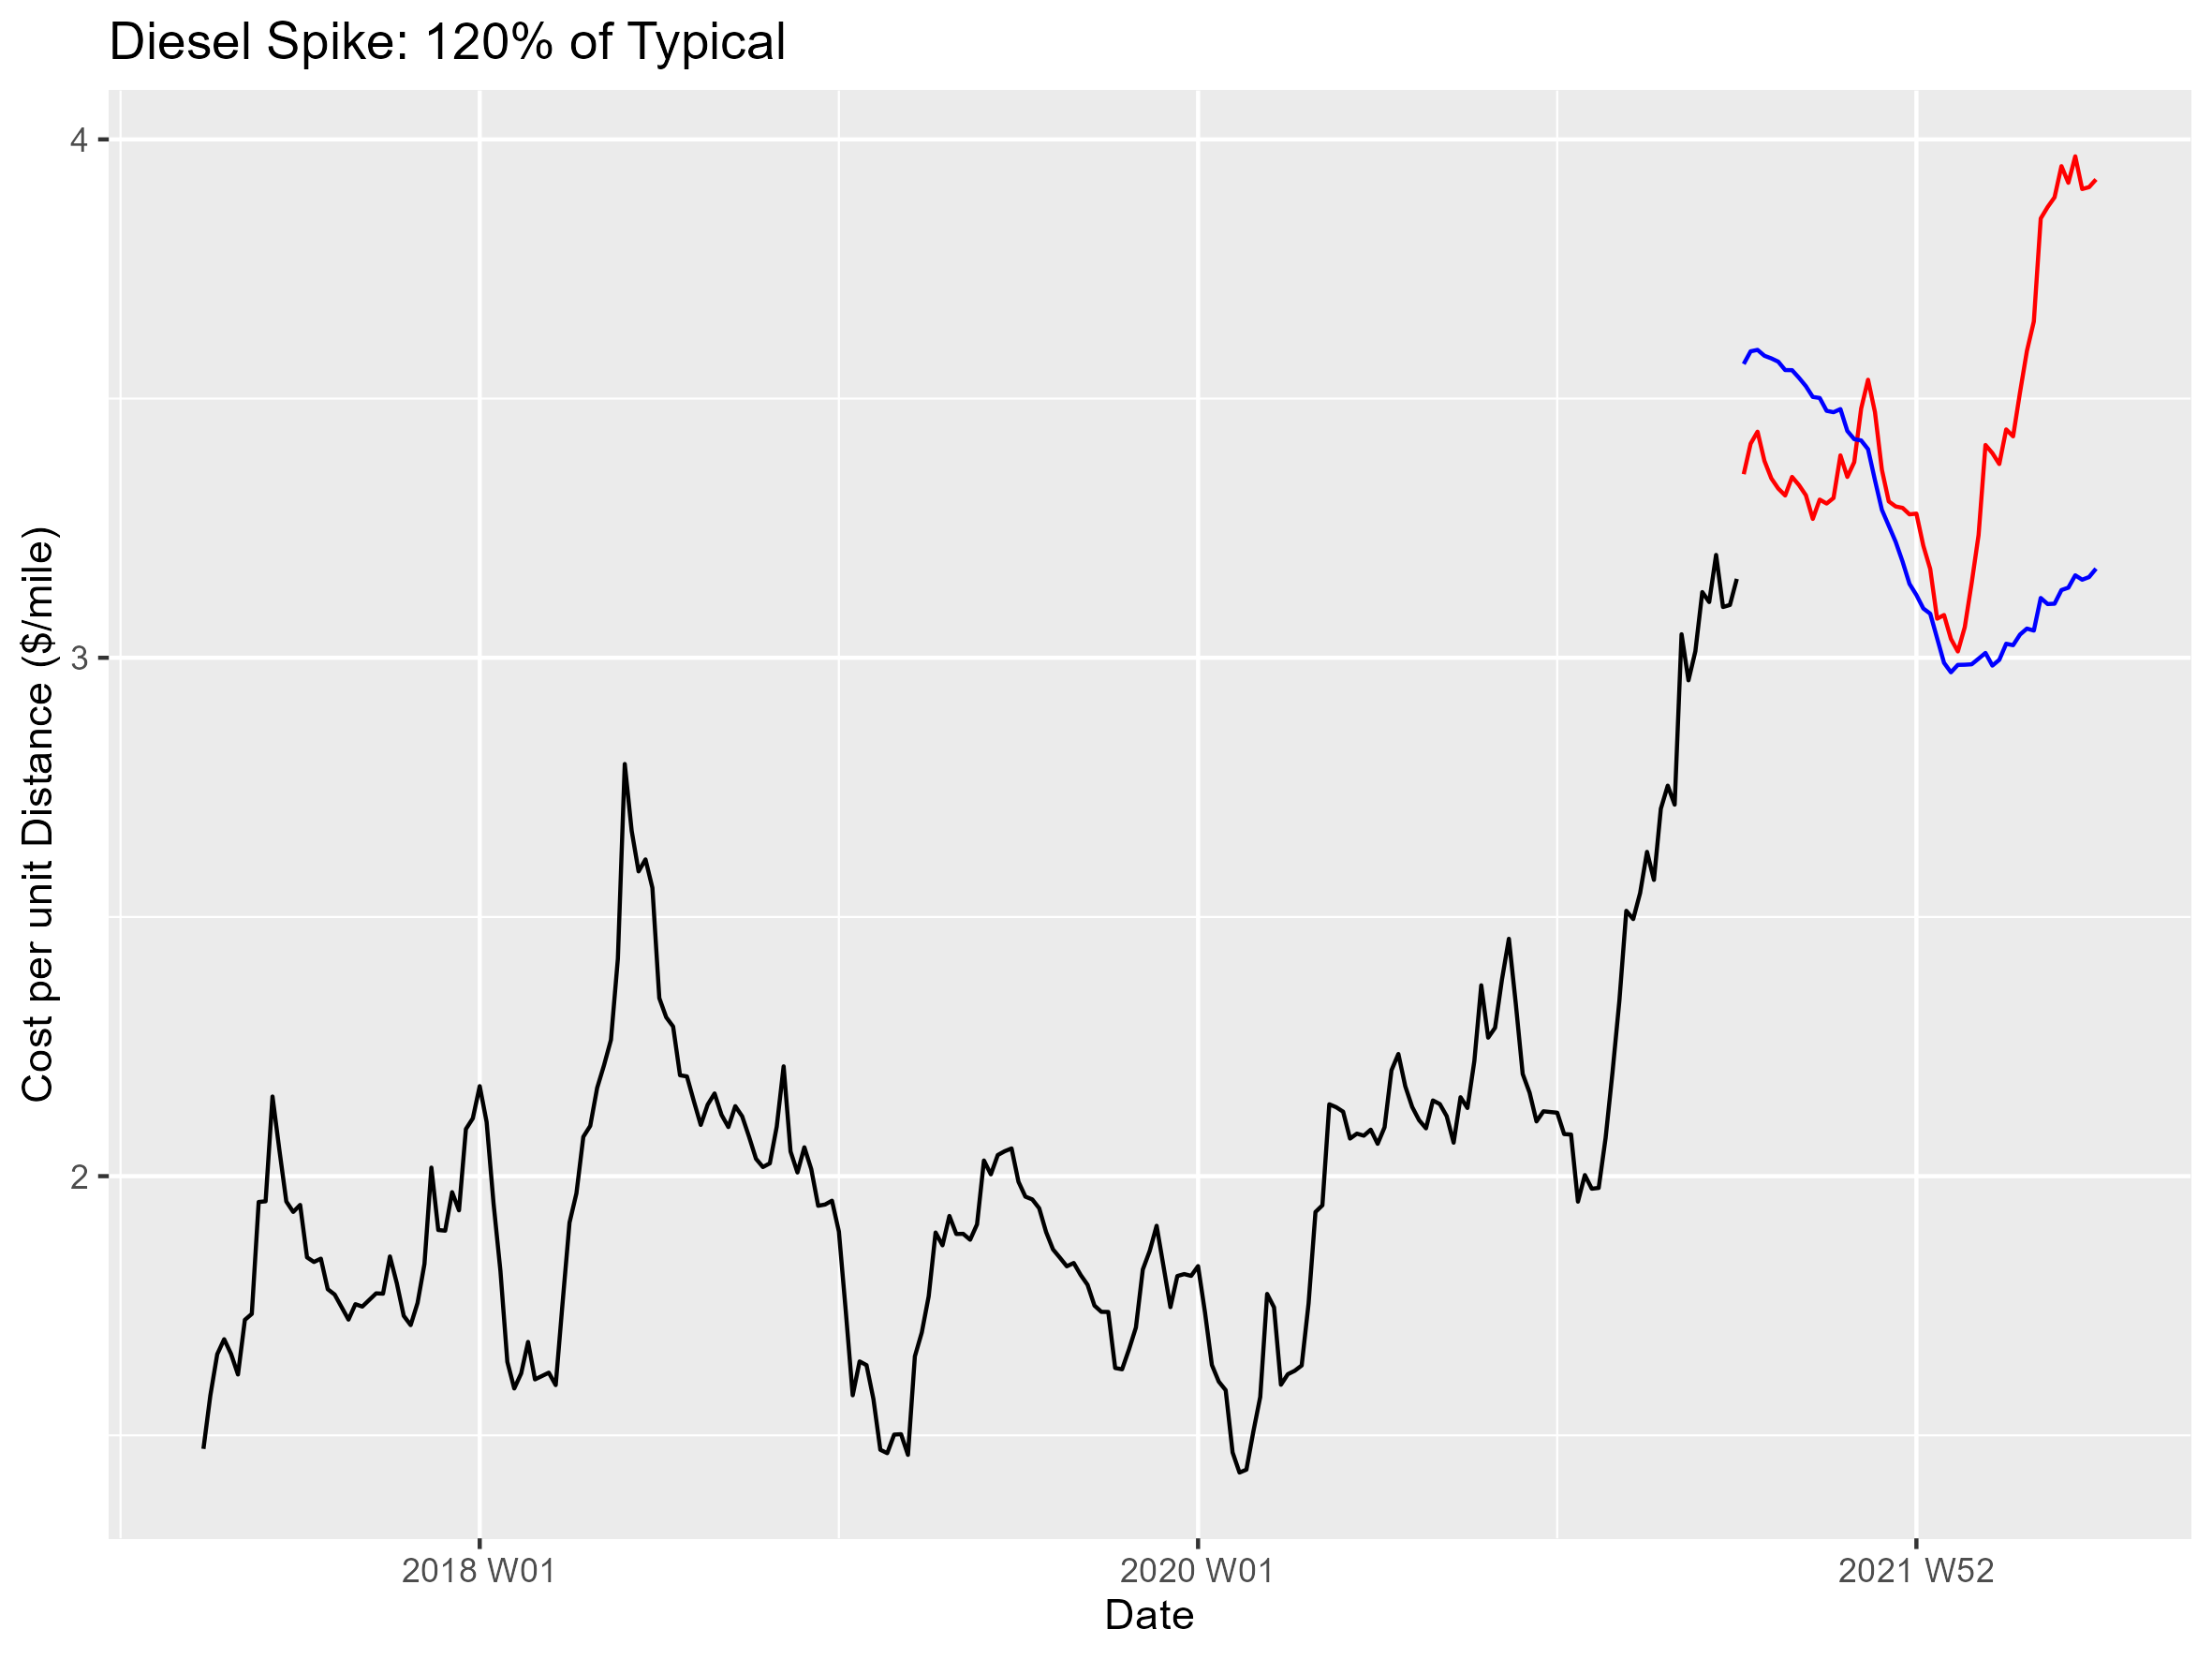 Diesel Spike: 120% of Typical
Cost per unit Distance ($/mile)
4
3
2
2018 W01
2020 W01
2021 W52
Date